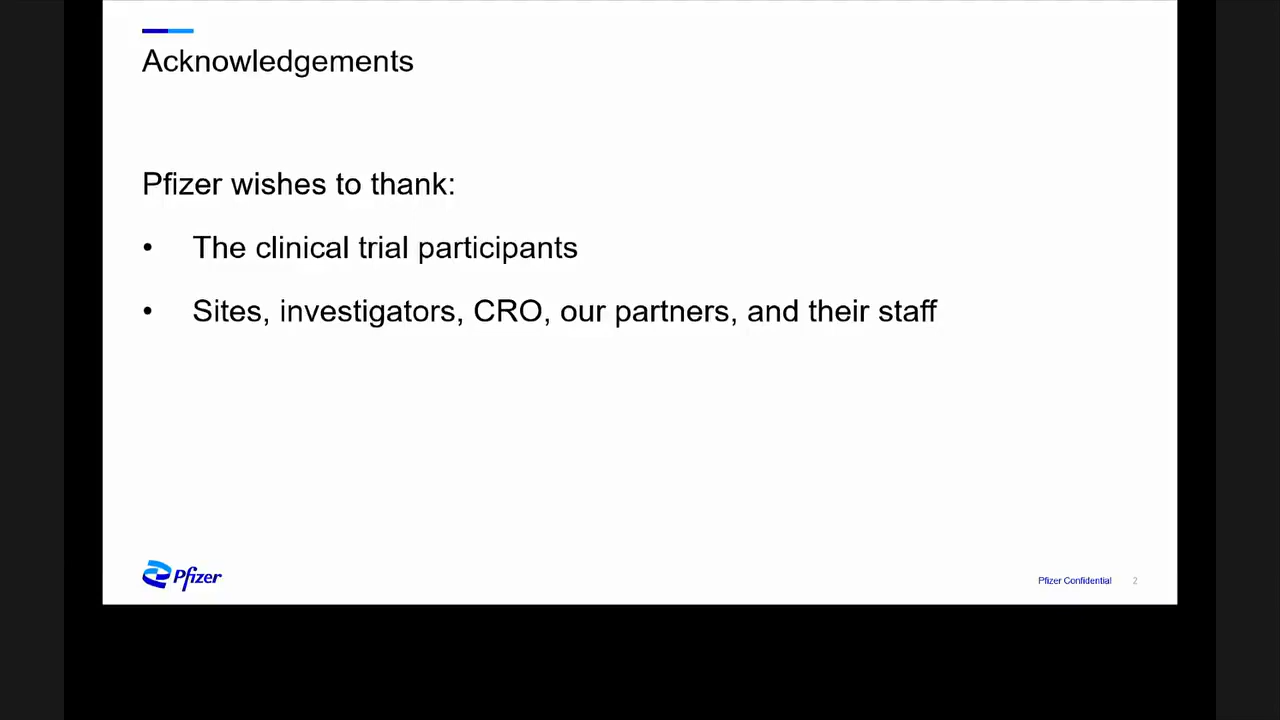 Acknowledgements
Pfizer wishes to thank:
• The clinical trial participants
• Sites, investigators, CRO, our partners, and their staff
Pfizer
Pfizer Confidential 2